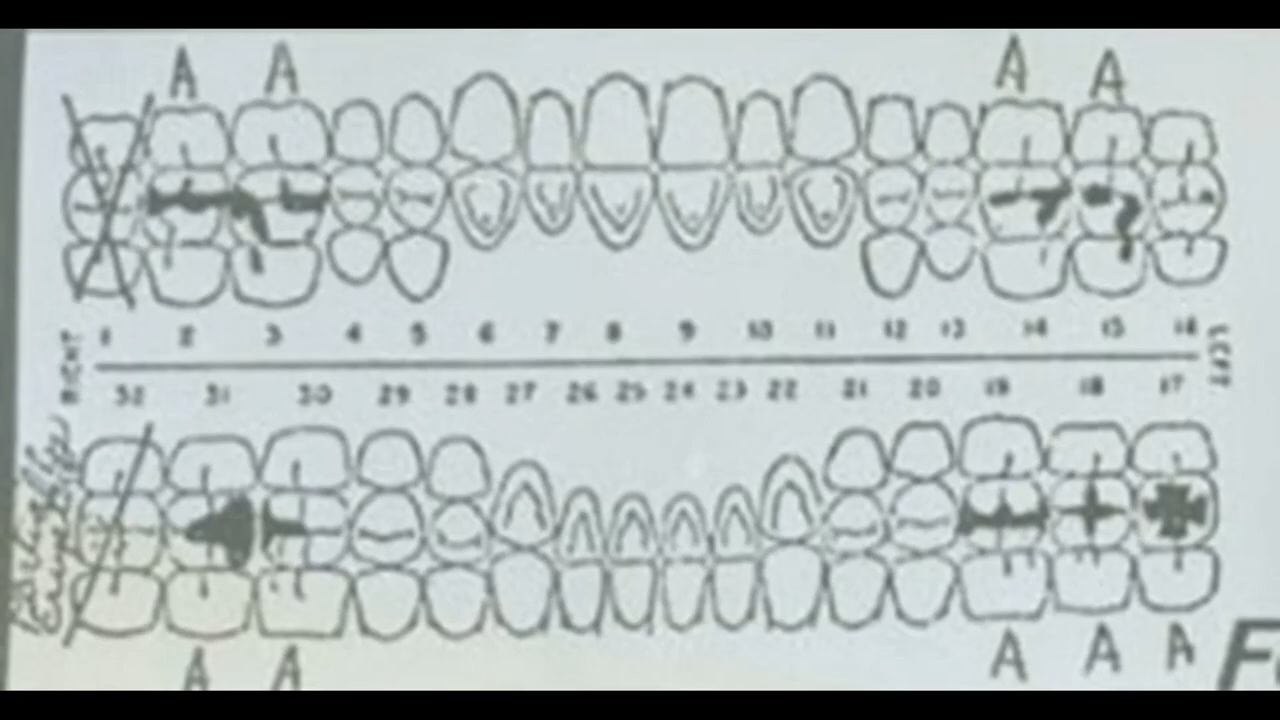 A A A A
RIGHT 1 2 3 4 5 6 7 8 9 10 11 12 13 14 15 16 LEFT
32 31 30 29 28 27 26 25 24 23 22 21 20 19 18 17
Partially
A A A A A
F